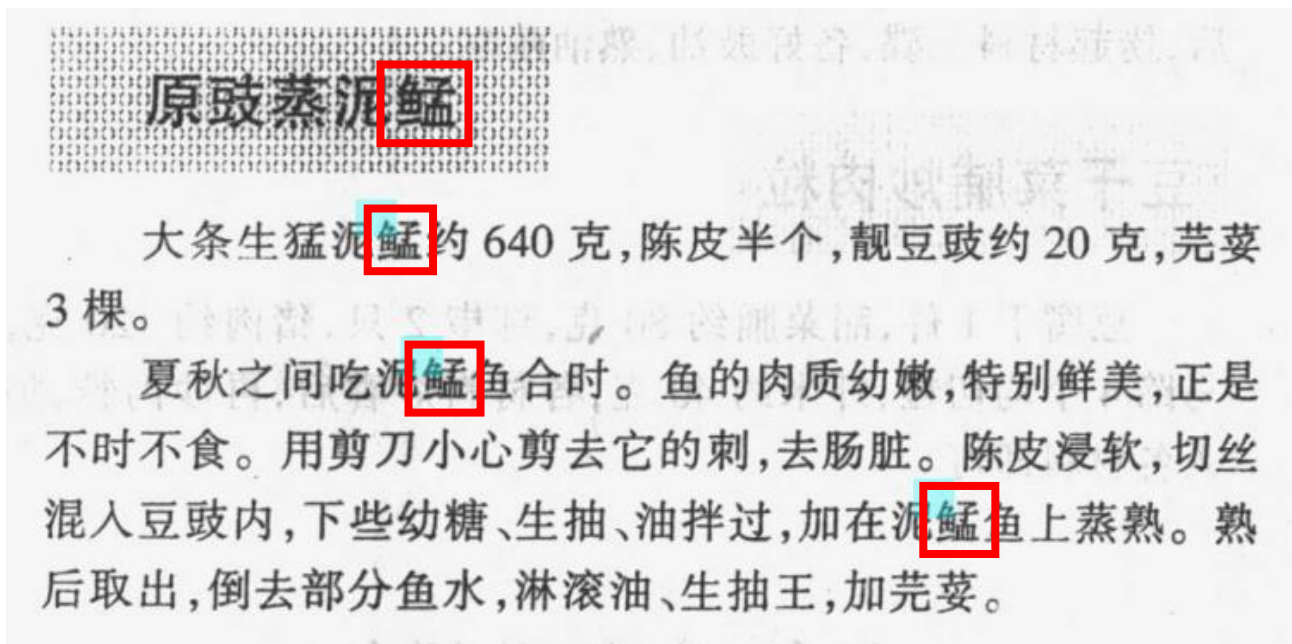 原豉蒸泥鯭
大条生猛泥鯭约 640 克,陈皮半个,靓豆豉约 20 克,芫荽
3 棵。
夏秋之间吃泥鯭鱼合时。鱼的肉质幼嫩,特别鲜美,正是
不时不食。用剪刀小心剪去它的刺,去肠脏。陈皮浸软,切丝
混入豆豉内,下些幼糖、生抽、油拌过,加在泥鯭鱼上蒸熟。熟
后取出,倒去部分鱼水,淋滚油、生抽王,加芫荽。